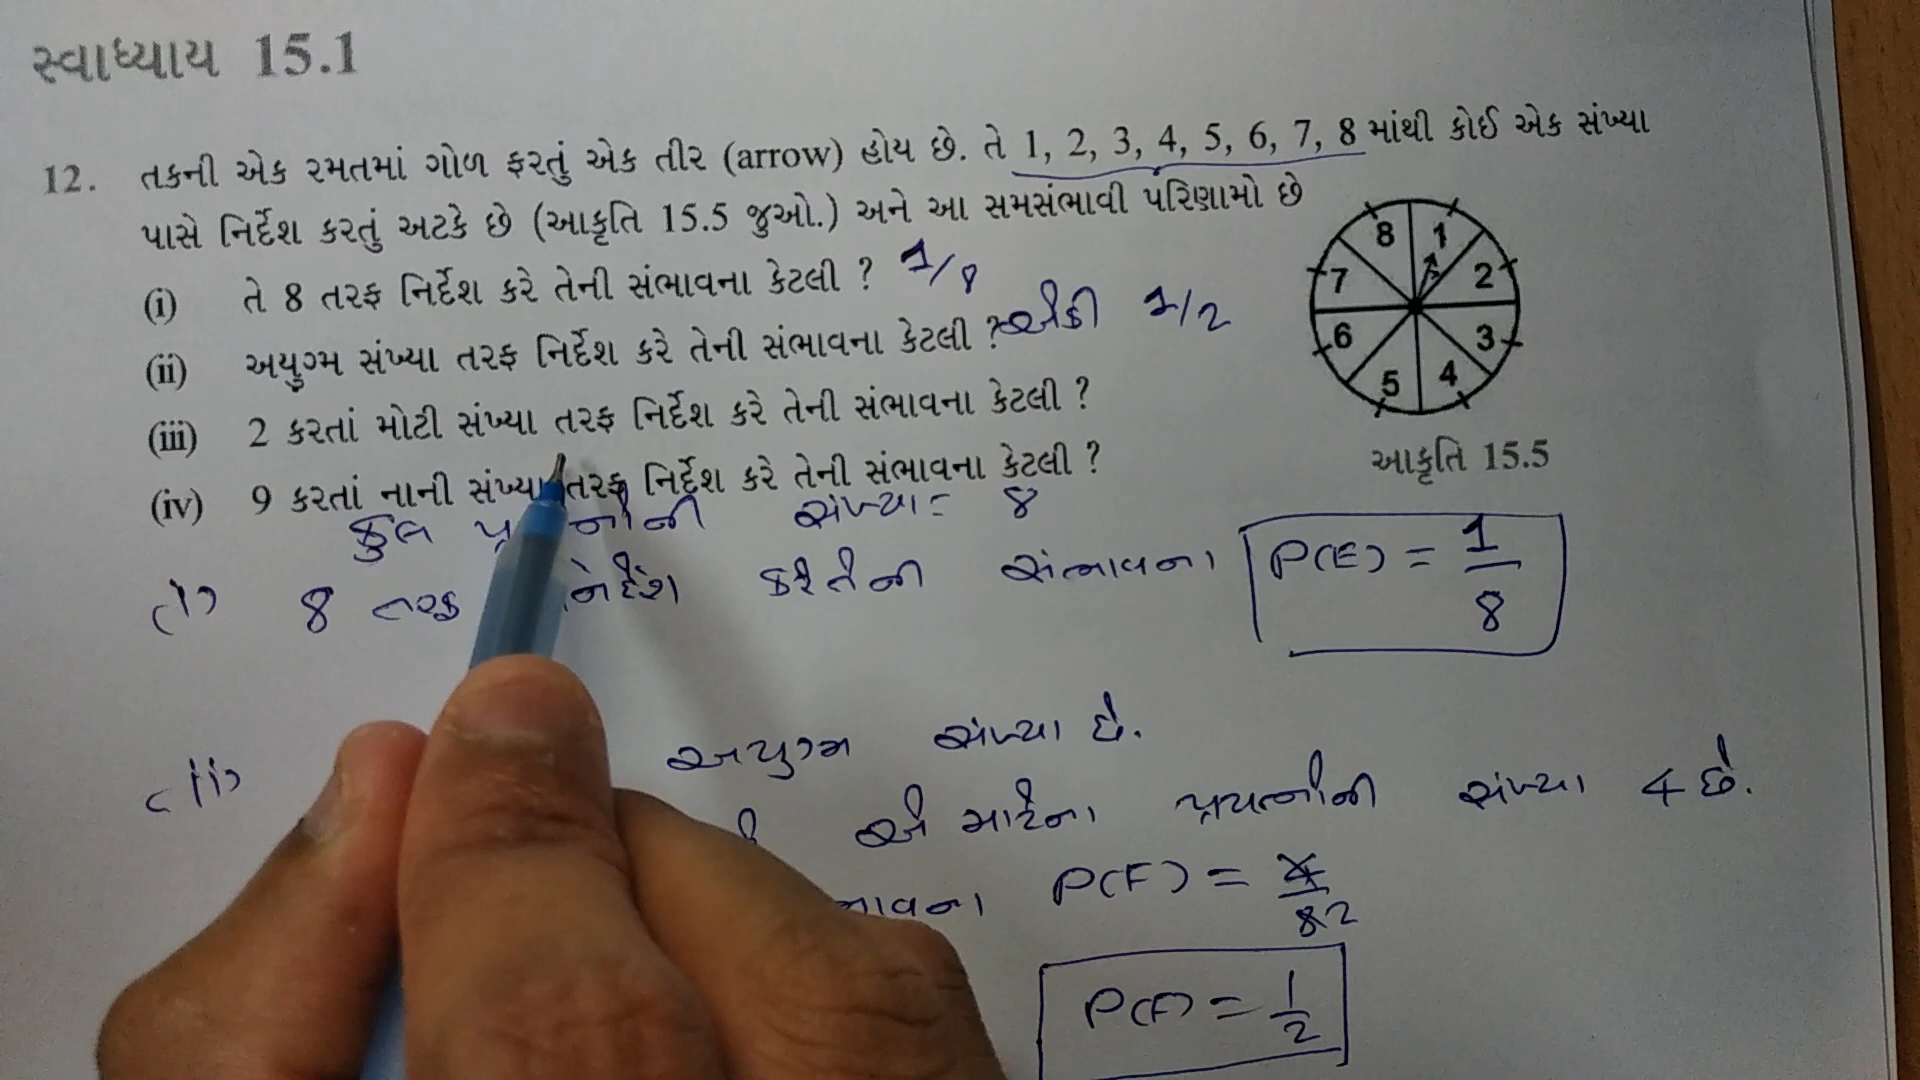 સ્વાધ્યાય 15.1
12. તકની એક રમતમાં ગોળ ફરતું એક તીર (arrow) હોય છે. તે 1, 2, 3, 4, 5, 6, 7, 8 માંથી કોઈ એક સંખ્યા
પાસે નિર્દેશ કરતું અટકે છે (આકૃતિ 15.5 જુઓ.) અને આ સમસંભાવી પરિણામો છે
(i) તે 8 તરફ નિર્દેશ કરે તેની સંભાવના કેટલી ? 1/8
(ii) અયુગ્મ સંખ્યા તરફ નિર્દેશ કરે તેની સંભાવના કેટલી ? એકી 1/2
(iii) 2 કરતાં મોટી સંખ્યા તરફ નિર્દેશ કરે તેની સંભાવના કેટલી ?
(iv) 9 કરતાં નાની સંખ્યા તરફ નિર્દેશ કરે તેની સંભાવના કેટલી ?
8 1
7 2
6 3
5 4
આકૃતિ 15.5
કુલ સંખ્યા = 8
(i) 8 તરફ નિર્દેશ કરે તેની સંભાવના P(E) = 1/8
(ii) અયુગ્મ સંખ્યા છે.
એ માટેના પ્રયત્નોની સંખ્યા 4 છે.
P(F) = 4/8 2
P(F) = 1/2